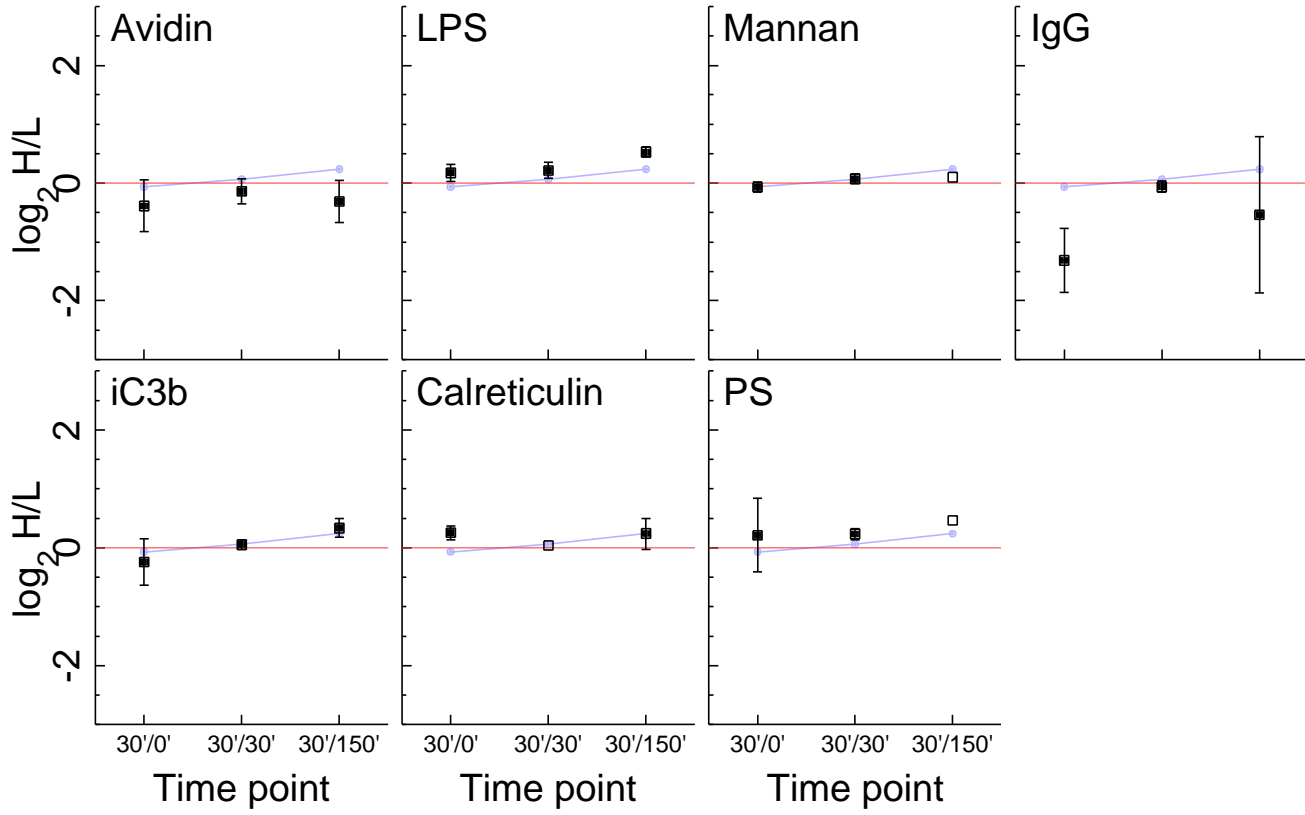 Avidin
LPS
Mannan
IgG
log2 H/L
2
0
-2
iC3b
Calreticulin
PS
log2 H/L
2
0
-2
30'/0' 30'/30' 30'/150'
30'/0' 30'/30' 30'/150'
30'/0' 30'/30' 30'/150'
Time point
Time point
Time point